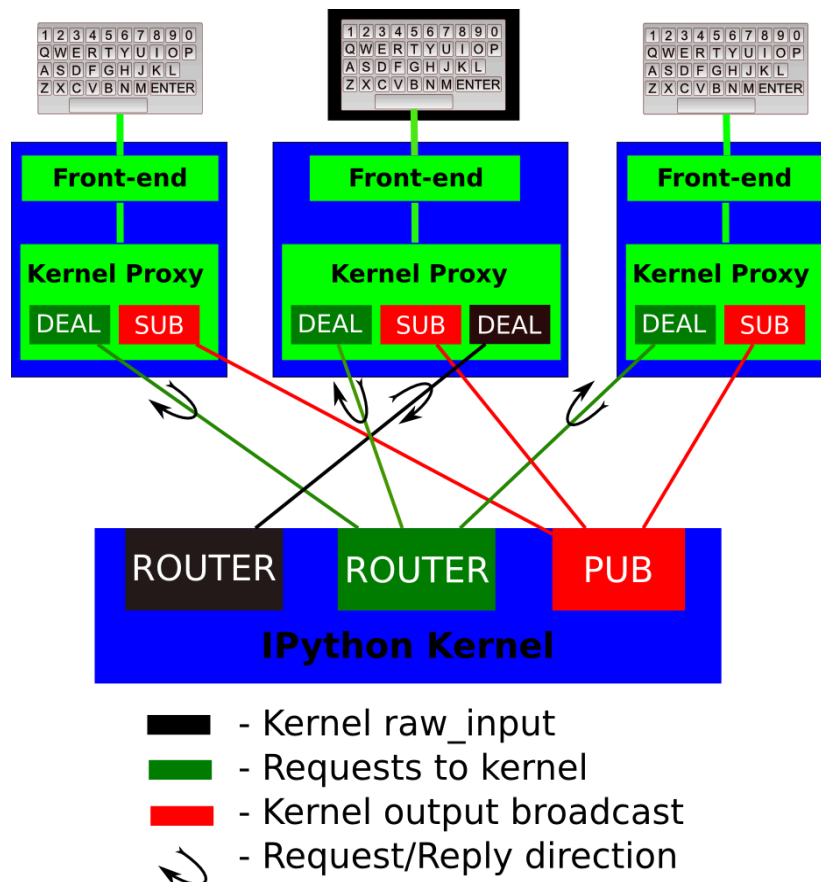 1 2 3 4 5 6 7 8 9 0
Q W E R T Y U I O P
A S D F G H J K L
Z X C V B N M ENTER
1 2 3 4 5 6 7 8 9 0
Q W E R T Y U I O P
A S D F G H J K L
Z X C V B N M ENTER
1 2 3 4 5 6 7 8 9 0
Q W E R T Y U I O P
A S D F G H J K L
Z X C V B N M ENTER
Front-end
Front-end
Front-end
Kernel Proxy
Kernel Proxy
Kernel Proxy
DEAL SUB
DEAL SUB DEAL
DEAL SUB
ROUTER ROUTER PUB
IPython Kernel
- Kernel raw_input
- Requests to kernel
- Kernel output broadcast
- Request/Reply direction